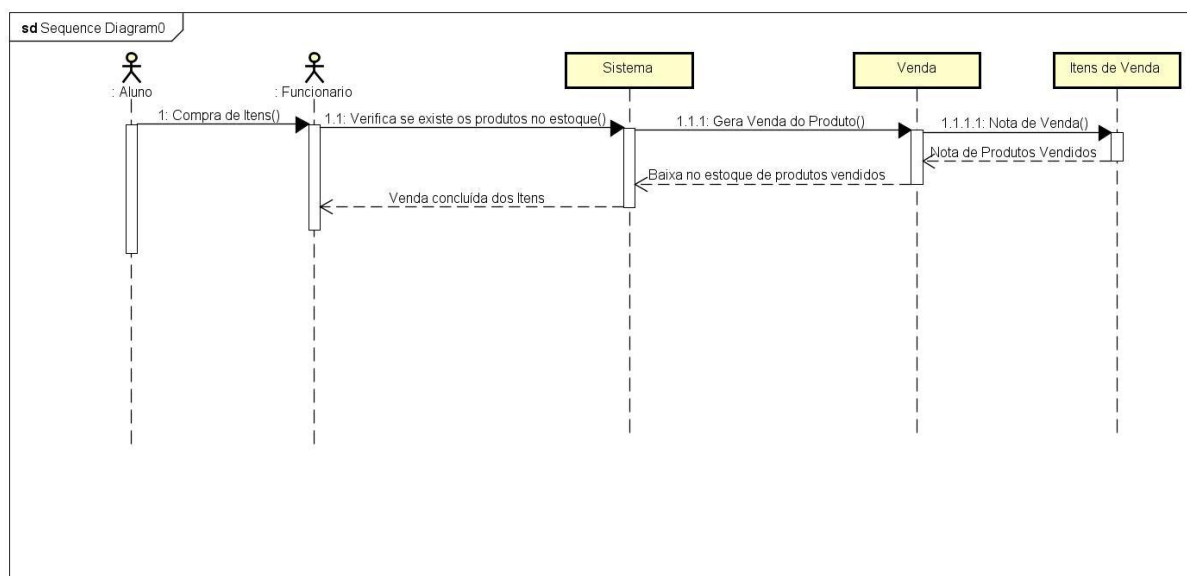 sd Sequence Diagram0
: Aluno
: Funcionario
Sistema
Venda
Itens de Venda
1: Compra de Itens()
1.1: Verifica se existe os produtos no estoque()
1.1.1: Gera Venda do Produto()
1.1.1.1: Nota de Venda()
Nota de Produtos Vendidos
Baixa no estoque de produtos vendidos
Venda concluída dos Itens